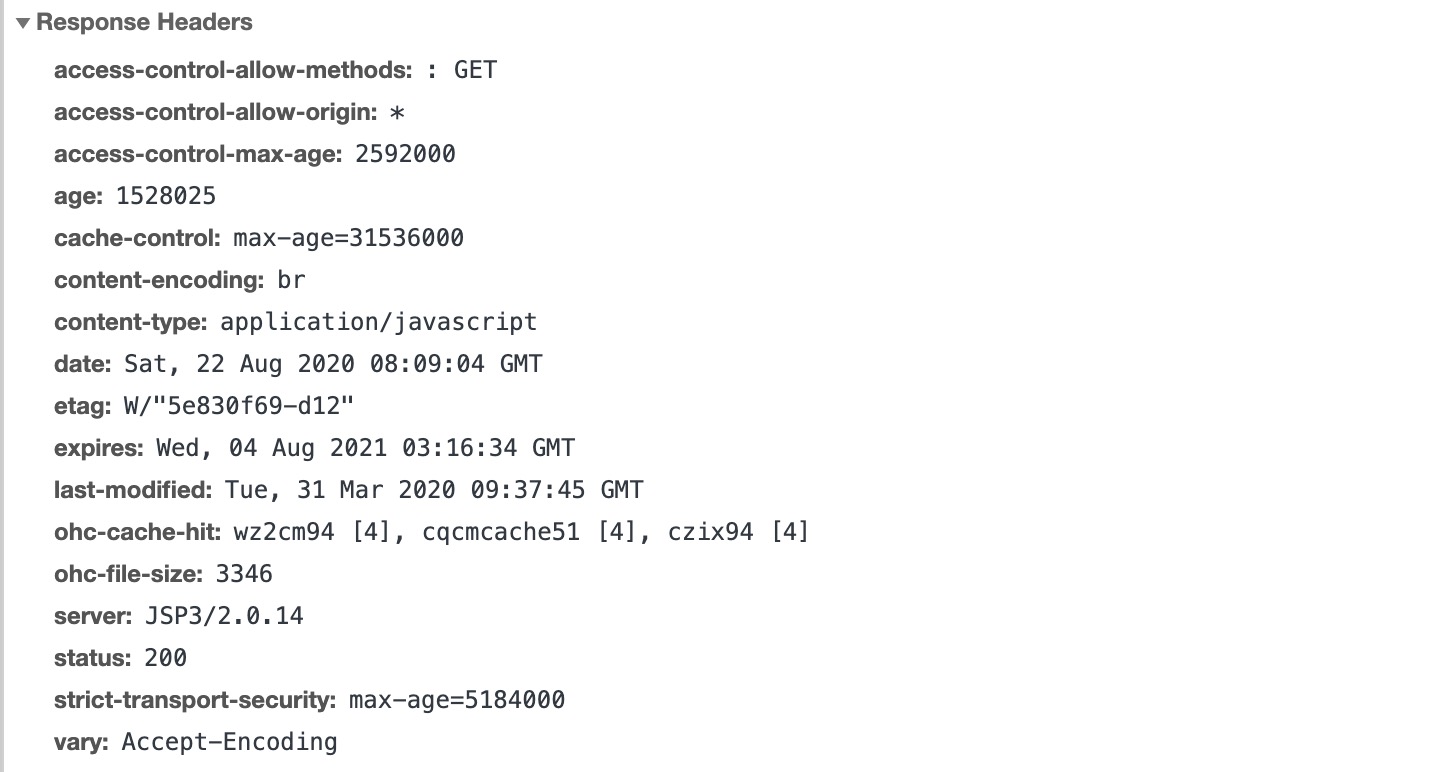 Response Headers
access-control-allow-methods: : GET
access-control-allow-origin: *
access-control-max-age: 2592000
age: 1528025
cache-control: max-age=31536000
content-encoding: br
content-type: application/javascript
date: Sat, 22 Aug 2020 08:09:04 GMT
etag: W/"5e830f69-d12"
expires: Wed, 04 Aug 2021 03:16:34 GMT
last-modified: Tue, 31 Mar 2020 09:37:45 GMT
ohc-cache-hit: wz2cm94 [4], cqcmcache51 [4], czix94 [4]
ohc-file-size: 3346
server: JSP3/2.0.14
status: 200
strict-transport-security: max-age=5184000
vary: Accept-Encoding